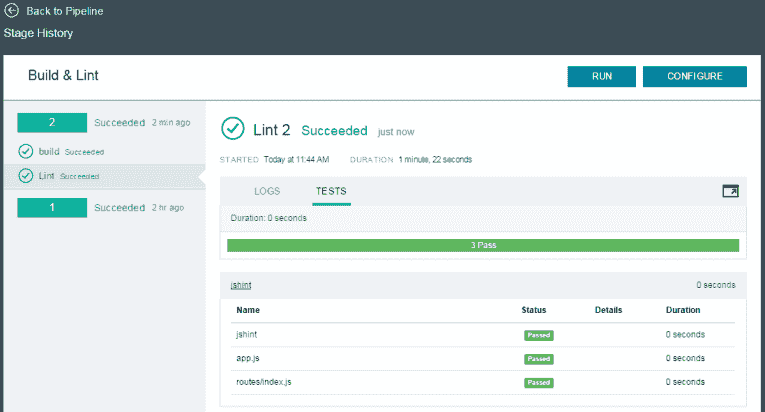 Back to Pipeline
Stage History
Build & Lint
RUN
CONFIGURE
2 Succeeded 2 min ago
build Succeeded
Lint Succeeded
1 Succeeded 2 hr ago
Lint 2 Succeeded just now
STARTED Today at 11:44 AM DURATION 1 minute, 22 seconds
LOGS TESTS
Duration: 0 seconds
3 Pass
jshint 0 seconds
Name Status Details Duration
jshint Passed 0 seconds
app.js Passed 0 seconds
routes/index.js Passed 0 seconds